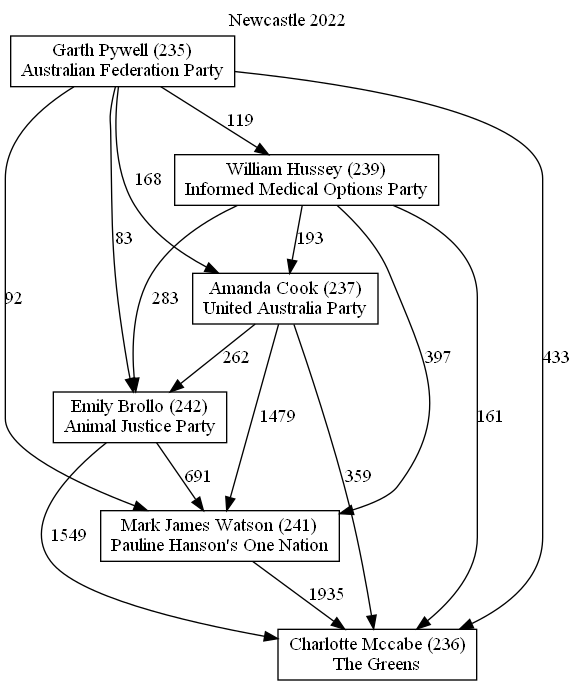 Newcastle 2022
Garth Pywell (235)
Australian Federation Party
119
William Hussey (239)
Informed Medical Options Party
168
83
193
92
283
Amanda Cook (237)
United Australia Party
397
433
262
Emily Brollo (242)
Animal Justice Party
1479
161
691
359
Mark James Watson (241)
Pauline Hanson's One Nation
1549
1935
Charlotte Mccabe (236)
The Greens